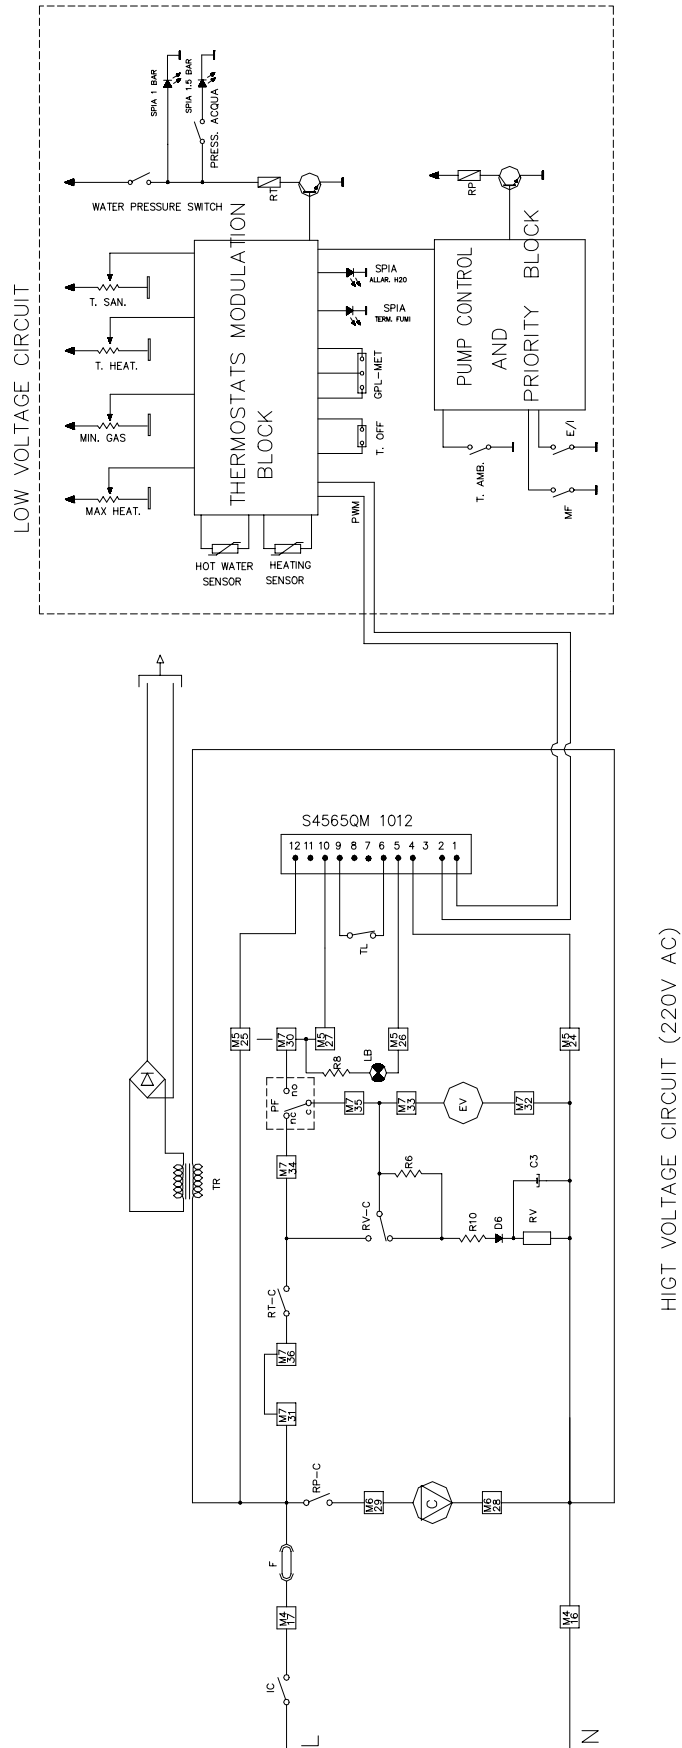 LOW VOLTAGE CIRCUIT
SPIA 1 BAR
SPIA 1.5 BAR
PRESS. ACQUA
WATER PRESSURE SWITCH
RT
RP
T. SAN.
T. HEAT.
MIN. GAS
MAX HEAT.
THERMOSTATS MODULATION
BLOCK
SPIA
ALLAR. H2O
SPIA
TERM. FUMI
GPL-MET
T. OFF
PWM
PUMP CONTROL
AND
PRIORITY BLOCK
T. AMB.
E/I
MF
HOT WATER
SENSOR
HEATING
SENSOR
S4565QM 1012
12 11 10 9 8 7 6 5 4 3 2 1
TL
M5
25
M7
30
M5
27
M5
26
M5
24
R8
LB
PF
no
nc
c
M7
35
M7
33
EV
M7
32
M7
34
TR
RV-C
R6
R10
D6
C3
RV
RT-C
M7
36
M7
31
RP-C
M6
29
C
M6
28
F
M4
17
M4
16
IC
L
N
HIGT VOLTAGE CIRCUIT (220V AC)